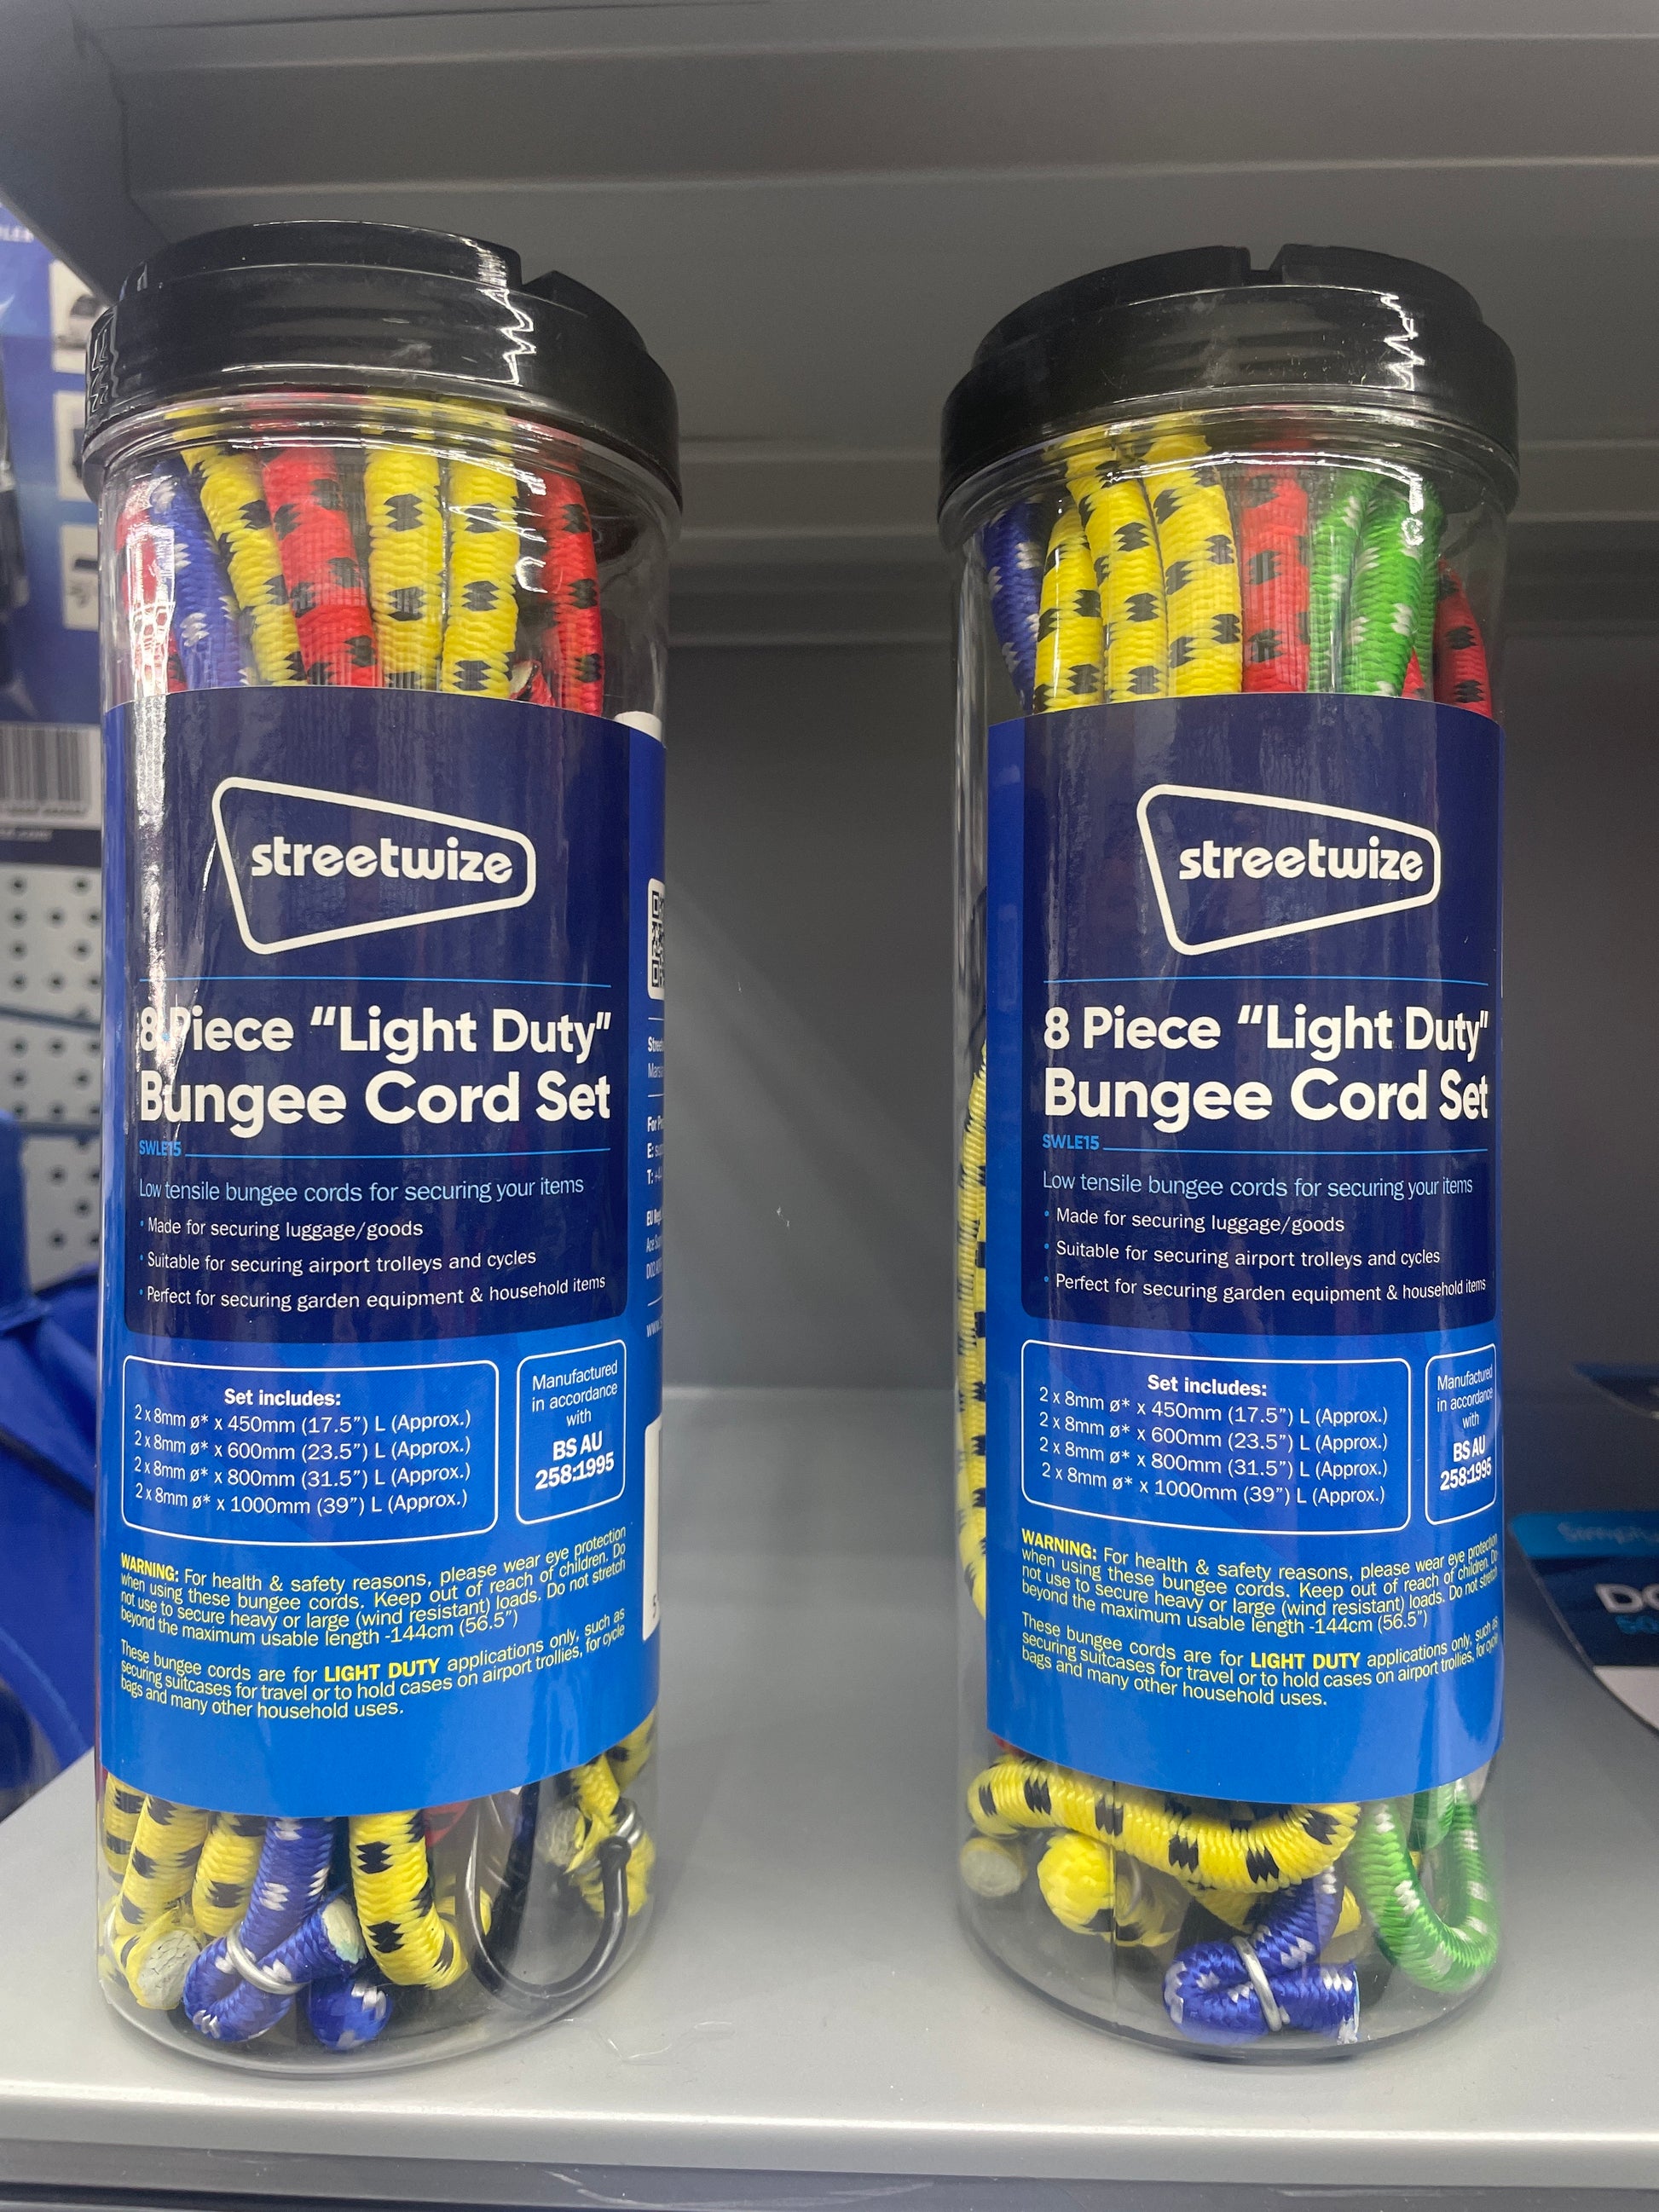 streetwize
8 Piece “Light Duty”
Bungee Cord Set
SWLE15
Low tensile bungee cords for securing your items
• Made for securing luggage/goods
• Suitable for securing airport trolleys and cycles
• Perfect for securing garden equipment & household items
Set includes:
2 x 8mm ø* x 450mm (17.5”) L (Approx.)
2 x 8mm ø* x 600mm (23.5”) L (Approx.)
2 x 8mm ø* x 800mm (31.5”) L (Approx.)
2 x 8mm ø* x 1000mm (39”) L (Approx.)
Manufactured
in accordance
with
BS AU
258:1995
WARNING: For health & safety reasons, please wear eye protection
when using these bungee cords. Keep out of reach of children. Do
not use to secure heavy or large (wind resistant) loads. Do not stretch
beyond the maximum usable length -144cm (56.5”)
These bungee cords are for LIGHT DUTY applications only, such as
securing suitcases for travel or to hold cases on airport trollies, for cycle
bags and many other household uses.
streetwize
8 Piece “Light Duty”
Bungee Cord Set
SWLE15
Low tensile bungee cords for securing your items
• Made for securing luggage/goods
• Suitable for securing airport trolleys and cycles
• Perfect for securing garden equipment & household items
Set includes:
2 x 8mm ø* x 450mm (17.5”) L (Approx.)
2 x 8mm ø* x 600mm (23.5”) L (Approx.)
2 x 8mm ø* x 800mm (31.5”) L (Approx.)
2 x 8mm ø* x 1000mm (39”) L (Approx.)
Manufactured
in accordance
with
BS AU
258:1995
WARNING: For health & safety reasons, please wear eye protection
when using these bungee cords. Keep out of reach of children. Do
not use to secure heavy or large (wind resistant) loads. Do not stretch
beyond the maximum usable length -144cm (56.5”)
These bungee cords are for LIGHT DUTY applications only, such as
securing suitcases for travel or to hold cases on airport trollies, for cycle
bags and many other household uses.